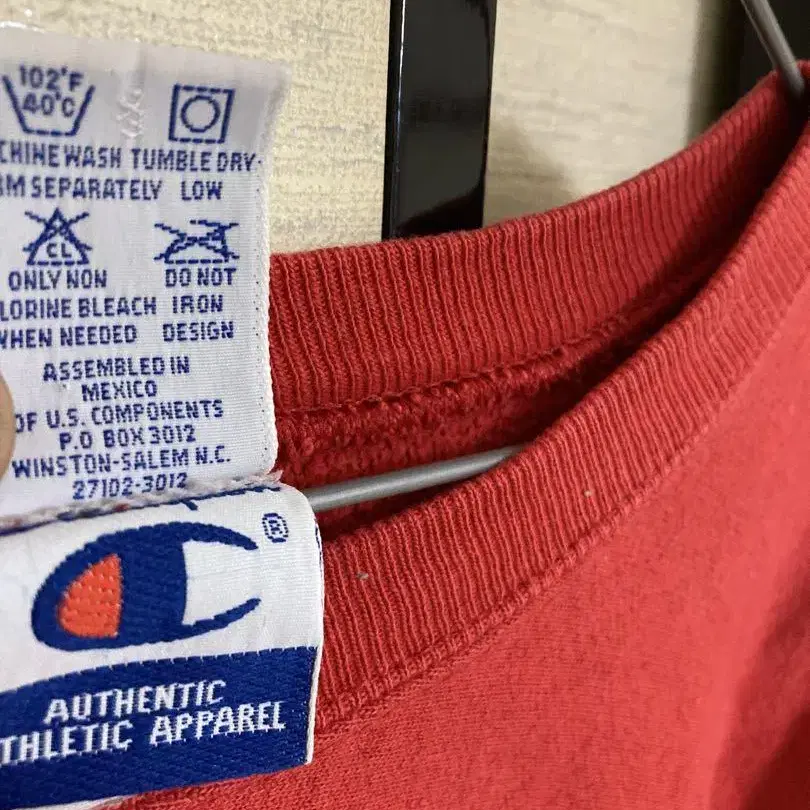 102°F
40°C
CHINE WASH TUMBLE DRY
RM SEPARATELY LOW
CL
ONLY NON DO NOT
LORINE BLEACH IRON
WHEN NEEDED DESIGN
ASSEMBLED IN
MEXICO
OF U.S. COMPONENTS
P.O BOX 3012
WINSTON-SALEM N.C.
27102-3012
®
AUTHENTIC
THLETIC APPAREL